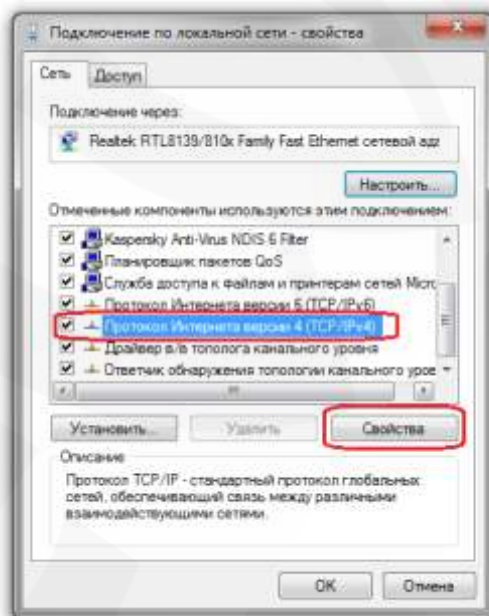 Подключение по локальной сети - свойства
Сеть Доступ
Подключение через:
Realtek RTL8139/810x Family Fast Ethernet сетевой ада
Настроить...
Отмеченные компоненты используются этим подключением:
Kaspersky Anti-Virus NDIS 6 Filter
Планировщик пакетов QoS
Служба доступа к файлам и принтерам сетей Micro
Протокол Интернета версии 6 (TCP/IPv6)
Протокол Интернета версии 4 (TCP/IPv4)
Драйвер в/в тополога канального уровня
Ответчик обнаружения топологии канального уров
Установить... Удалить Свойства
Описание
Протокол TCP/IP - стандартный протокол глобальных
сетей, обеспечивающий связь между различными
взаимодействующими сетями.
OK Отмена